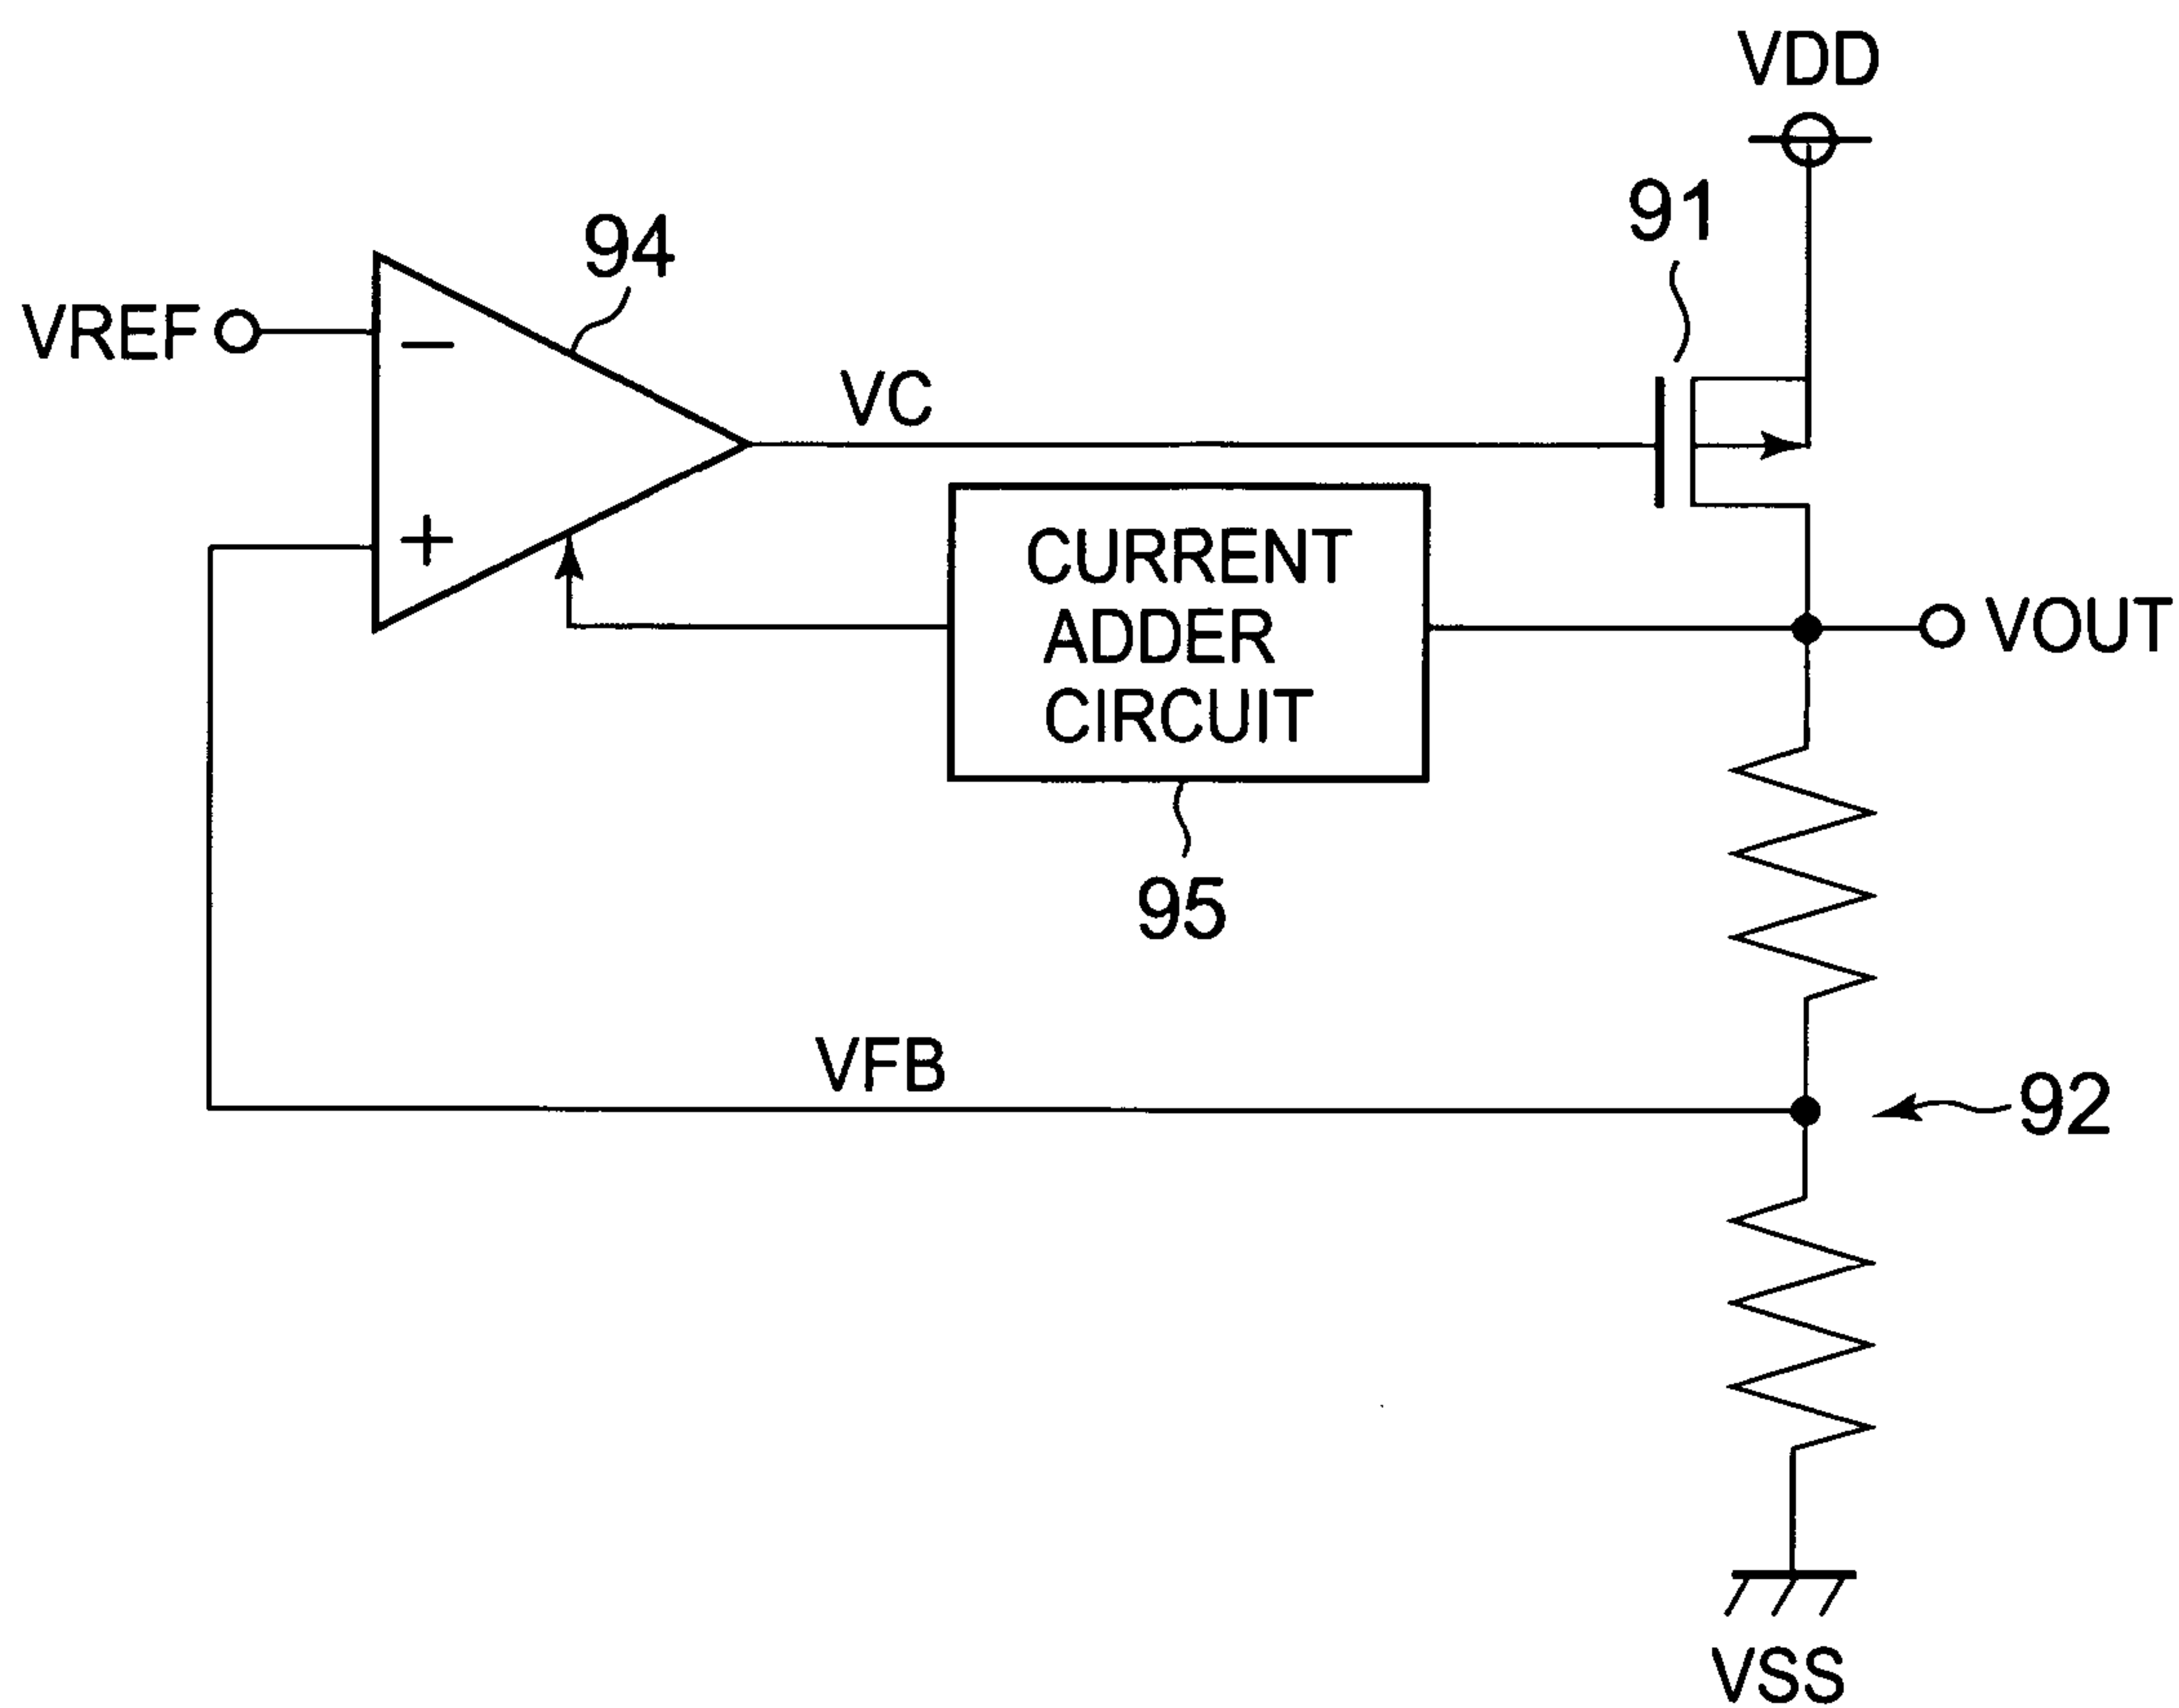 VDD
91
94
VREF
−
VC
+
CURRENT
ADDER
CIRCUIT
VOUT
95
VFB
92
VSS